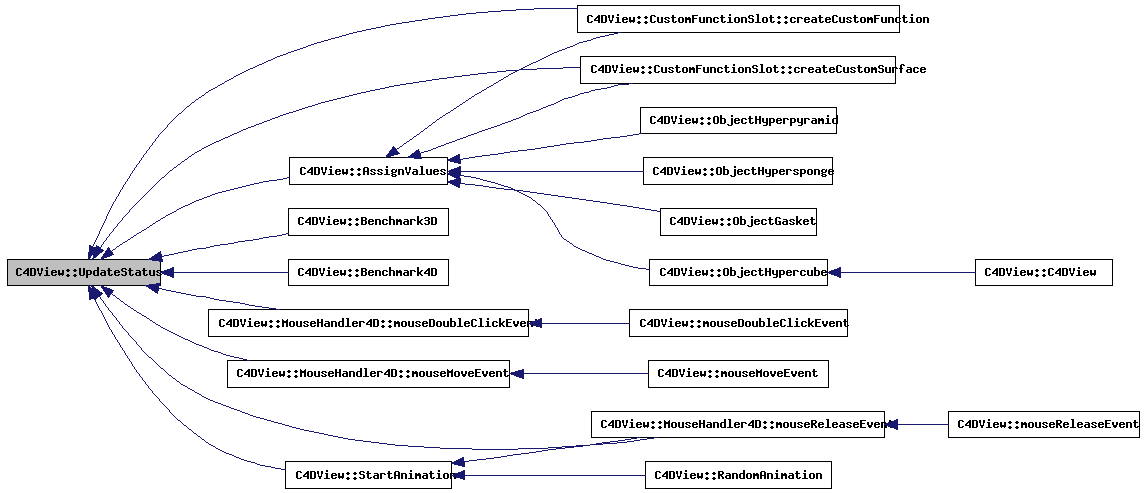 C4DView::CustomFunctionSlot::createCustomFunction
C4DView::CustomFunctionSlot::createCustomSurface
C4DView::ObjectHyperpyramid
C4DView::AssignValues
C4DView::ObjectHypersponge
C4DView::Benchmark3D
C4DView::ObjectGasket
C4DView::UpdateStatus
C4DView::Benchmark4D
C4DView::ObjectHypercube
C4DView::C4DView
C4DView::MouseHandler4D::mouseDoubleClickEvent
C4DView::mouseDoubleClickEvent
C4DView::MouseHandler4D::mouseMoveEvent
C4DView::mouseMoveEvent
C4DView::MouseHandler4D::mouseReleaseEvent
C4DView::mouseReleaseEvent
C4DView::StartAnimation
C4DView::RandomAnimation